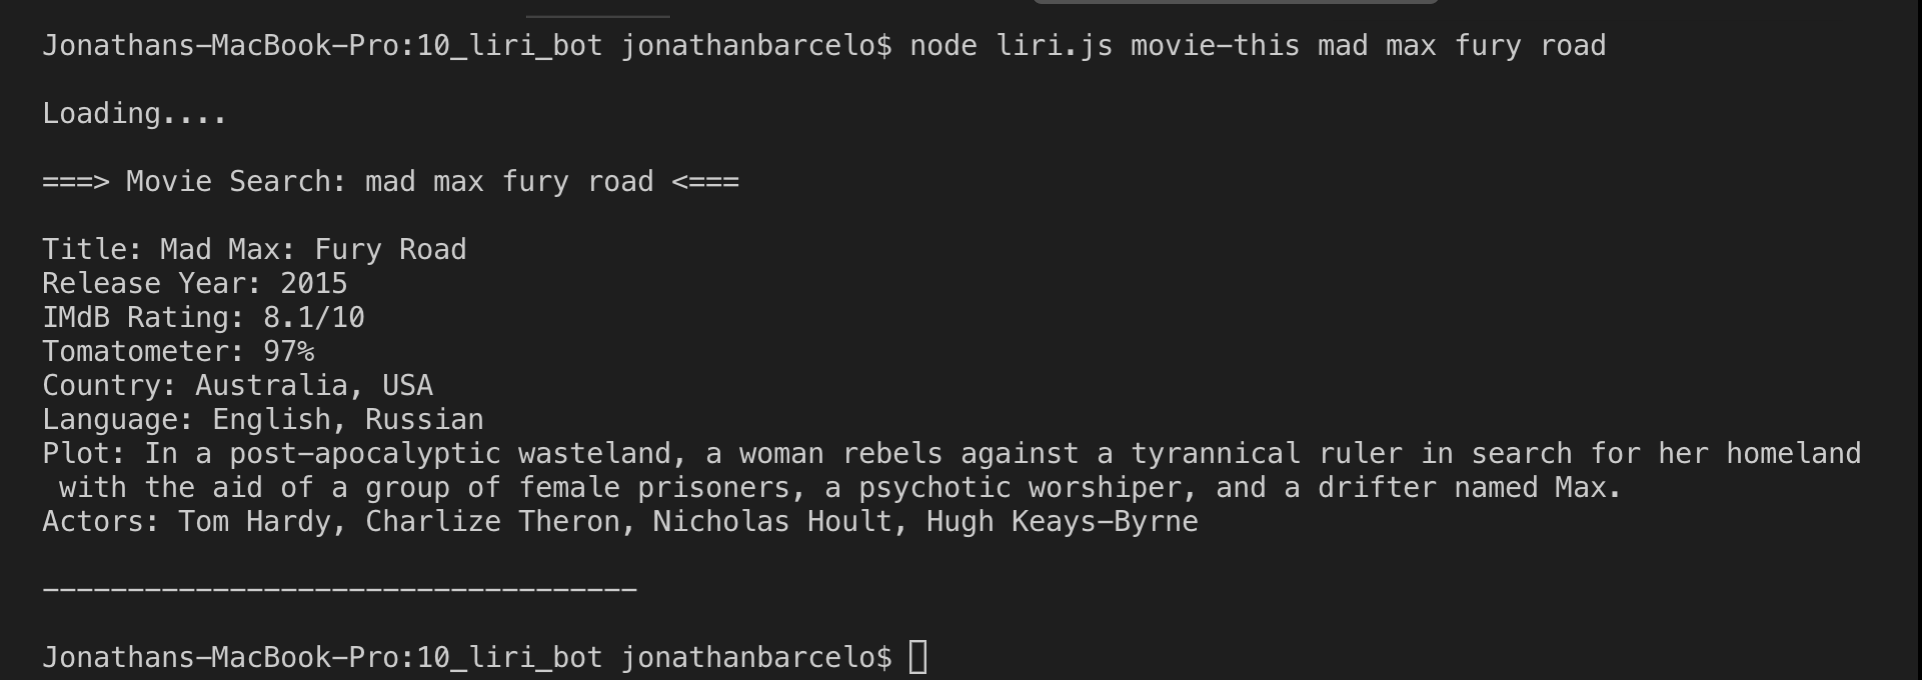 Jonathans-MacBook-Pro:10_liri_bot jonathanbarcelo$ node liri.js movie-this mad max fury road
Loading....
===> Movie Search: mad max fury road <===
Title: Mad Max: Fury Road
Release Year: 2015
IMdB Rating: 8.1/10
Tomatometer: 97%
Country: Australia, USA
Language: English, Russian
Plot: In a post-apocalyptic wasteland, a woman rebels against a tyrannical ruler in search for her homeland
with the aid of a group of female prisoners, a psychotic worshiper, and a drifter named Max.
Actors: Tom Hardy, Charlize Theron, Nicholas Hoult, Hugh Keays-Byrne
-----------------------------------
Jonathans-MacBook-Pro:10_liri_bot jonathanbarcelo$